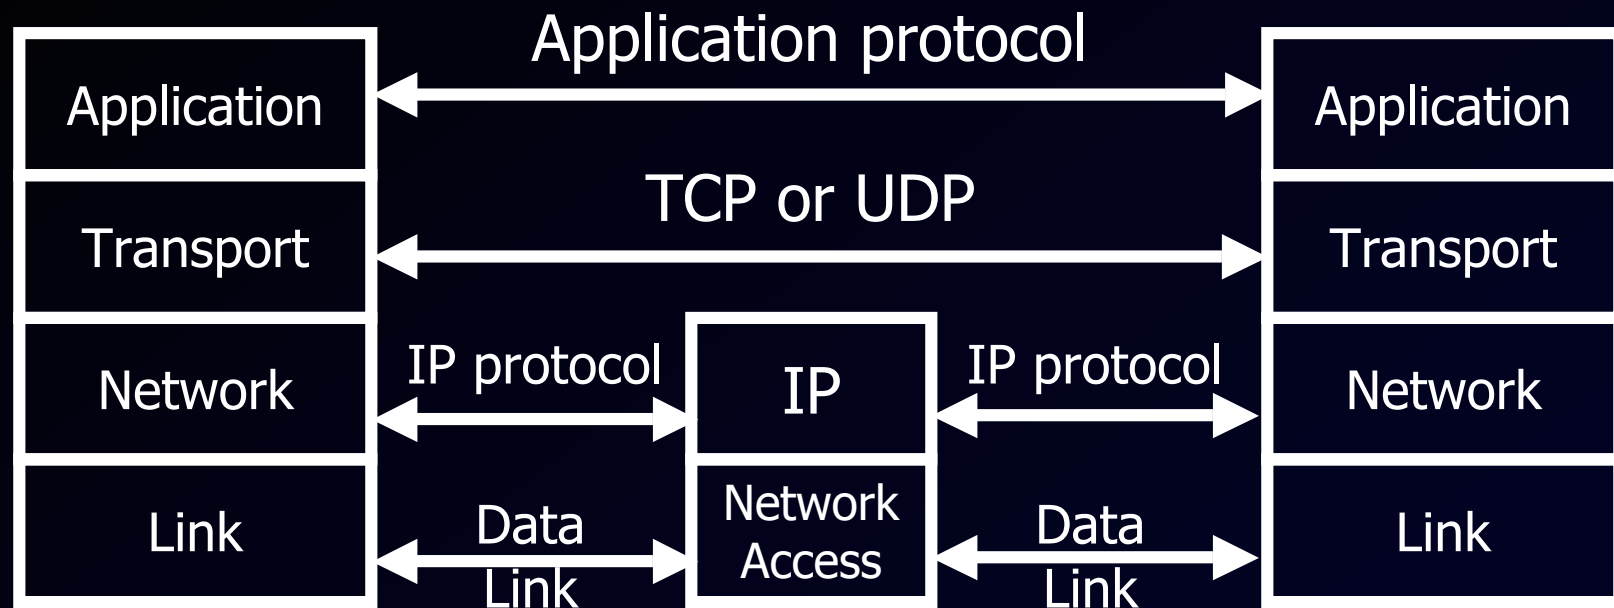 Application protocol
Application
Application
TCP or UDP
Transport
Transport
IP protocol
IP
IP protocol
Network
Network
Link
Data
Link
Network
Access
Data
Link
Link